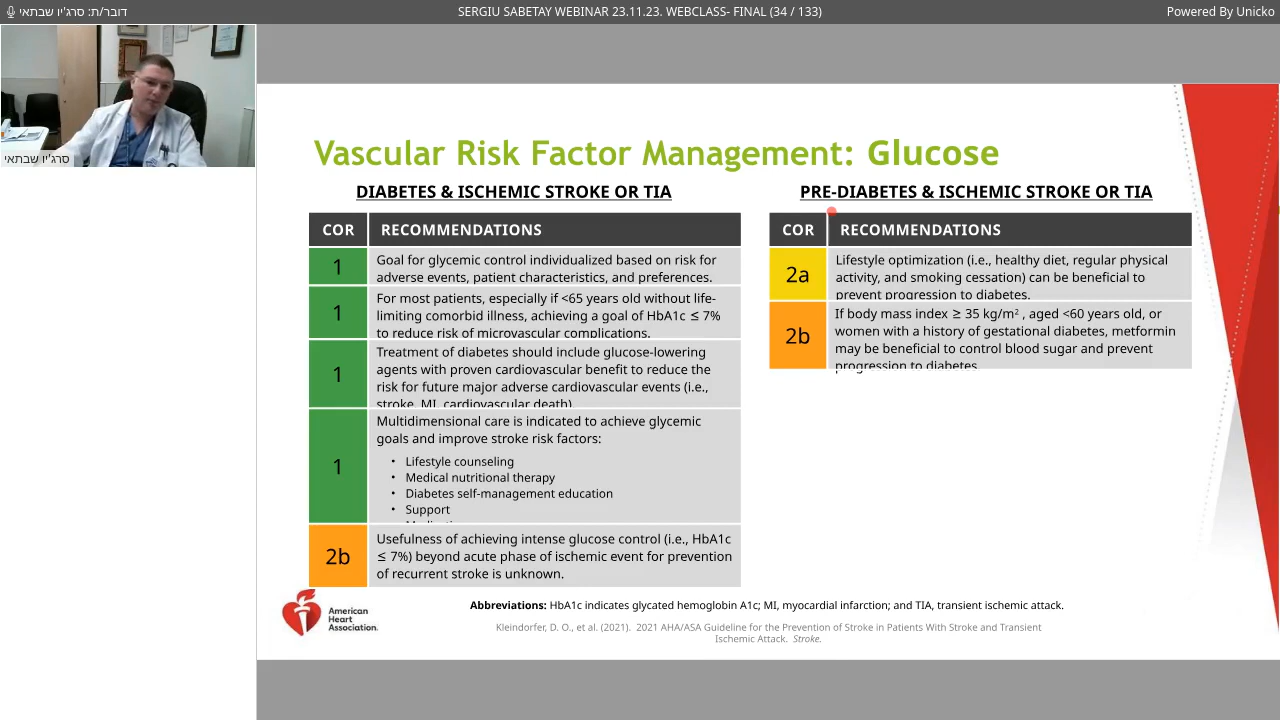 דובר/ת: סרג'יו שבתאי
SERGIU SABETAY WEBINAR 23.11.23. WEBCLASS- FINAL (34 / 133)
Powered By Unicko
סרג'יו שבתאי
Vascular Risk Factor Management: Glucose
DIABETES & ISCHEMIC STROKE OR TIA
COR RECOMMENDATIONS
1
Goal for glycemic control individualized based on risk for
adverse events, patient characteristics, and preferences.
1
For most patients, especially if <65 years old without life-
limiting comorbid illness, achieving a goal of HbA1c ≤ 7%
to reduce risk of microvascular complications.
1
Treatment of diabetes should include glucose-lowering
agents with proven cardiovascular benefit to reduce the
risk for future major adverse cardiovascular events (i.e.,
stroke, MI, cardiovascular death)
1
Multidimensional care is indicated to achieve glycemic
goals and improve stroke risk factors:
• Lifestyle counseling
• Medical nutritional therapy
• Diabetes self-management education
• Support
2b
Usefulness of achieving intense glucose control (i.e., HbA1c
≤ 7%) beyond acute phase of ischemic event for prevention
of recurrent stroke is unknown.
PRE-DIABETES & ISCHEMIC STROKE OR TIA
COR RECOMMENDATIONS
2a
Lifestyle optimization (i.e., healthy diet, regular physical
activity, and smoking cessation) can be beneficial to
prevent progression to diabetes.
2b
If body mass index ≥ 35 kg/m², aged <60 years old, or
women with a history of gestational diabetes, metformin
may be beneficial to control blood sugar and prevent
progression to diabetes
American
Heart
Association.
Abbreviations: HbA1c indicates glycated hemoglobin A1c; MI, myocardial infarction; and TIA, transient ischemic attack.
Kleindorfer, D. O., et al. (2021). 2021 AHA/ASA Guideline for the Prevention of Stroke in Patients With Stroke and Transient
Ischemic Attack. Stroke.